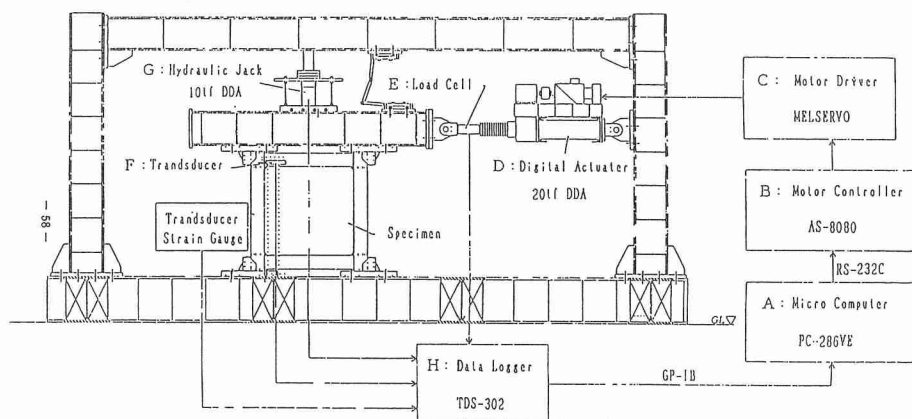 G : Hydraulic Jack
10tf DDA
E : Load Cell
C : Motor Dryver
MELSERVO
F : Trandsducer
D : Digital Actuater
20tf DDA
Trandsducer
Strain Gauge
Specimen
B : Motor Controller
AS-8080
RS-232C
A : Micro Computer
PC-286VE
GL
H : Data Logger
TDS-302
GP-IB
- 58 -